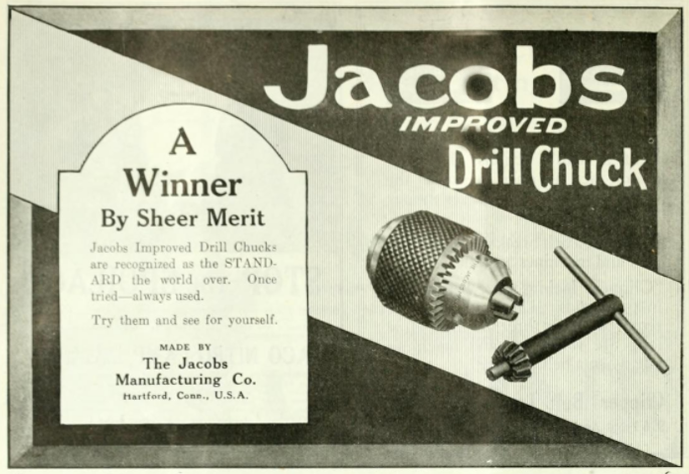 Jacobs
IMPROVED
Drill Chuck
A
Winner
By Sheer Merit
Jacobs Improved Drill Chucks
are recognized as the STAND-
ARD the world over. Once
tried—always used.
Try them and see for yourself.
MADE BY
The Jacobs
Manufacturing Co.
Hartford, Conn., U.S.A.